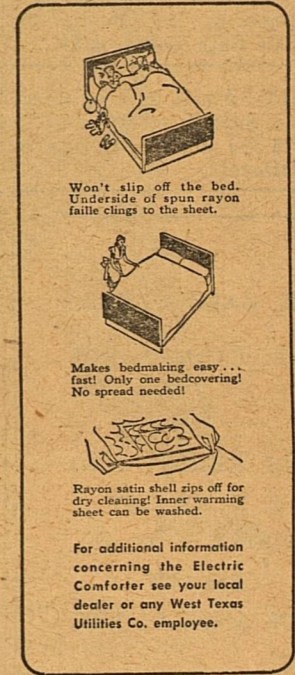 Won't slip off the bed.
Underside of spun rayon
faille clings to the sheet.
Makes bedmaking easy...
fast! Only one bedcovering!
No spread needed!
Rayon satin shell zips off for
dry cleaning! Inner warming
sheet can be washed.
For additional information
concerning the Electric
Comforter see your local
dealer or any West Texas
Utilities Co. employee.